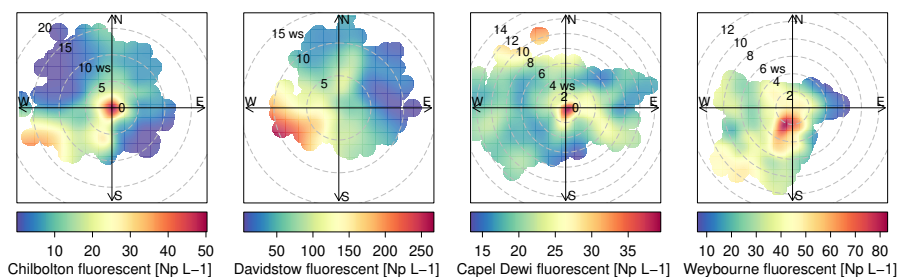 N
W
E
S
20
15
10 ws
5
0
10 20 30 40 50
Chilbolton fluorescent [Np L−1]
N
W
E
S
15 ws
10
5
50 100 150 200 250
Davidstow fluorescent [Np L−1]
N
W
E
S
14
12
10
8
6
4 ws
2
0
15 20 25 30 35
Capel Dewi fluorescent [Np L−1]
N
W
E
S
12
10
8
6 ws
4
2
10 20 30 40 50 60 70 80
Weybourne fluorescent [Np L−1]